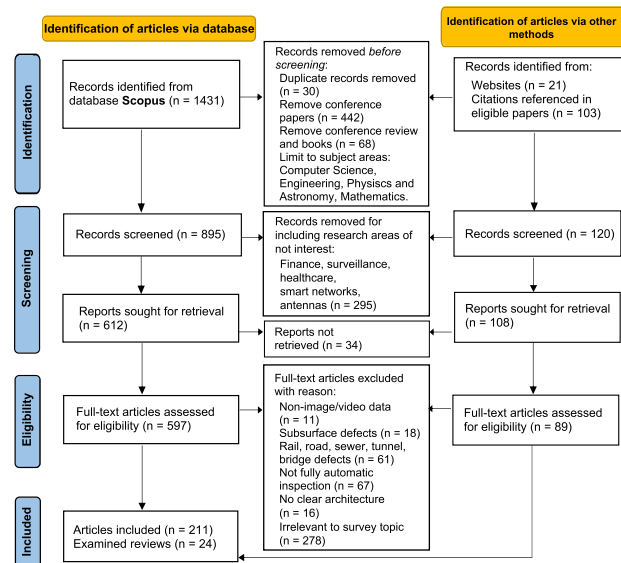 Identification of articles via database
Identification of articles via other
methods
Identification
Records identified from
database Scopus (n = 1431)
Records removed before
screening:
Duplicate records removed
(n = 30)
Remove conference
papers (n = 442)
Remove conference review
and books (n = 68)
Limit to subject areas:
Computer Science,
Engineering, Physiscs and
Astronomy, Mathematics.
Records identified from:
Websites (n = 21)
Citations referenced in
eligible papers (n = 103)
Screening
Records screened (n = 895)
Records removed for
including research areas of
not interest:
Finance, surveillance,
healthcare,
smart networks,
antennas (n = 295)
Records screened (n = 120)
Reports sought for retrieval
(n = 612)
Reports not
retrieved (n = 34)
Reports sought for retrieval
(n = 108)
Eligibility
Full-text articles assessed
for eligibility (n = 597)
Full-text articles excluded
with reason:
Non-image/video data
(n = 11)
Subsurface defects (n = 18)
Rail, road, sewer, tunnel,
bridge defects (n = 61)
Not fully automatic
inspection (n = 67)
No clear architecture
(n = 16)
Irrelevant to survey topic
(n = 278)
Full-text articles assessed
for eligibility (n = 89)
Included
Articles included (n = 211)
Examined reviews (n = 24)